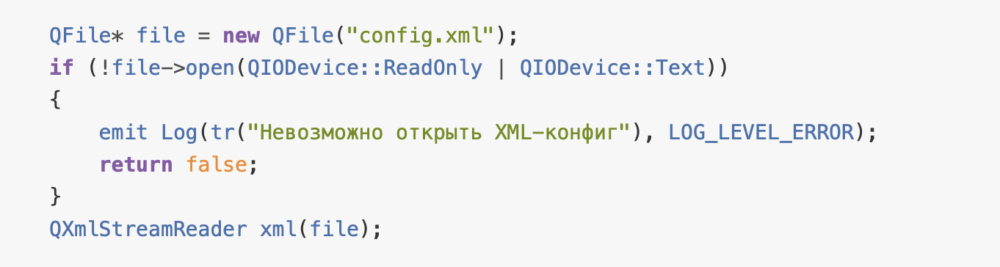 QFile* file = new QFile("config.xml");
if (!file->open(QIODevice::ReadOnly | QIODevice::Text))
{
    emit Log(tr("Невозможно открыть XML-конфиг"), LOG_LEVEL_ERROR);
    return false;
}
QXmlStreamReader xml(file);